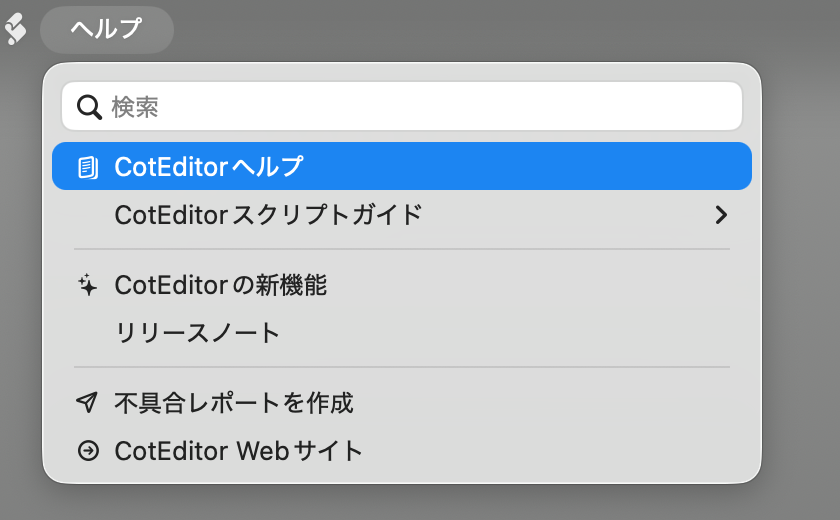 ヘルプ
検索
CotEditorヘルプ
CotEditorスクリプトガイド
CotEditorの新機能
リリースノート
不具合レポートを作成
CotEditor Webサイト